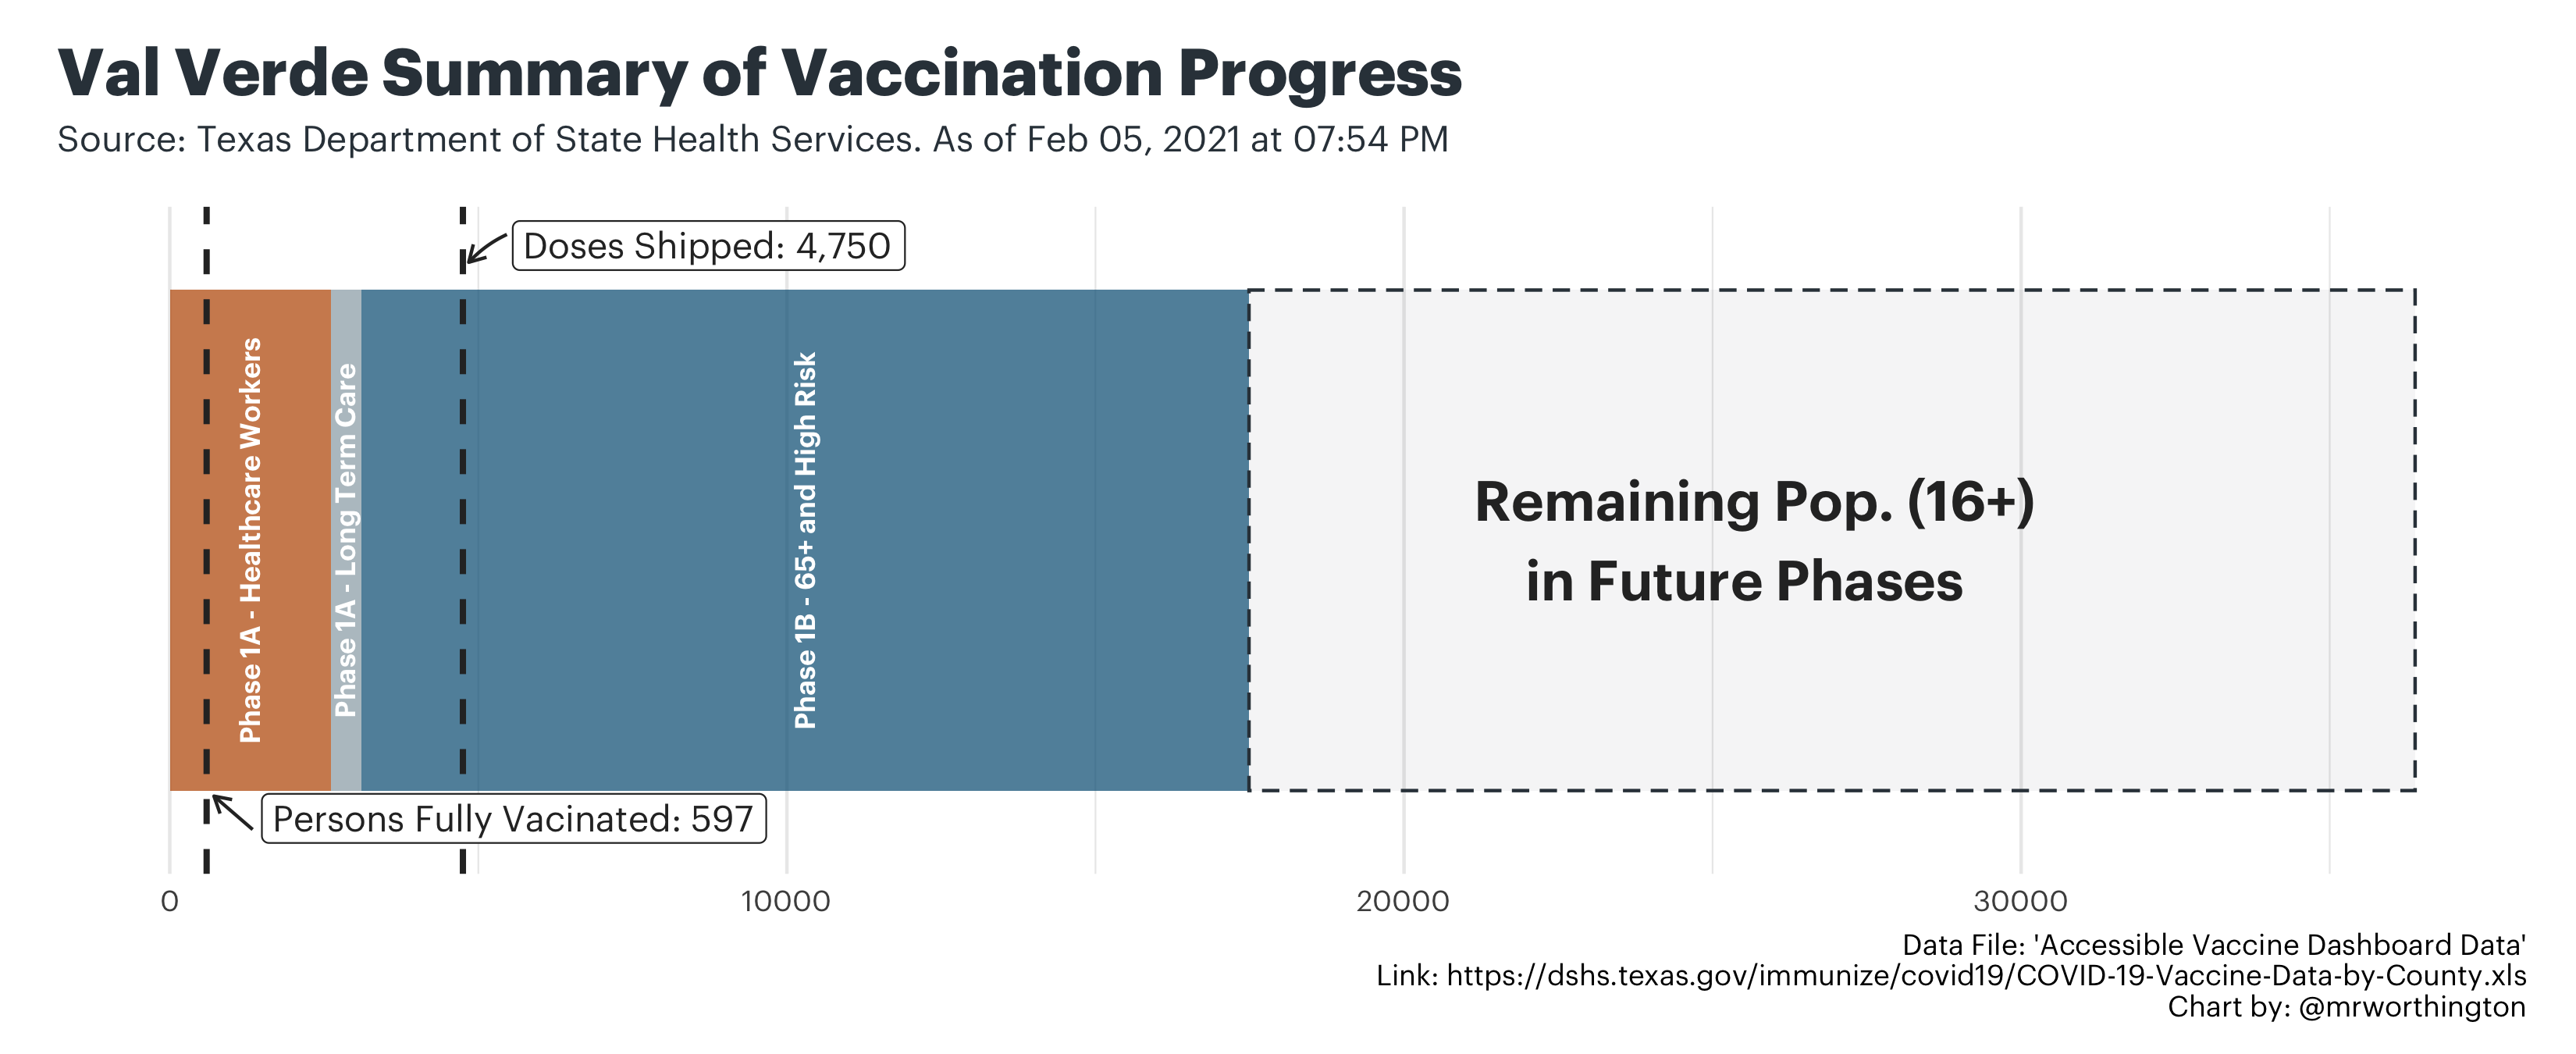 Val Verde Summary of Vaccination Progress
Source: Texas Department of State Health Services. As of Feb 05, 2021 at 07:54 PM
Doses Shipped: 4,750
Phase 1A - Healthcare Workers
Phase 1A - Long Term Care
Phase 1B - 65+ and High Risk
Remaining Pop. (16+)
in Future Phases
Persons Fully Vacinated: 597
0
10000
20000
30000
Data File: 'Accessible Vaccine Dashboard Data'
Link: https://dshs.texas.gov/immunize/covid19/COVID-19-Vaccine-Data-by-County.xls
Chart by: @mrworthington